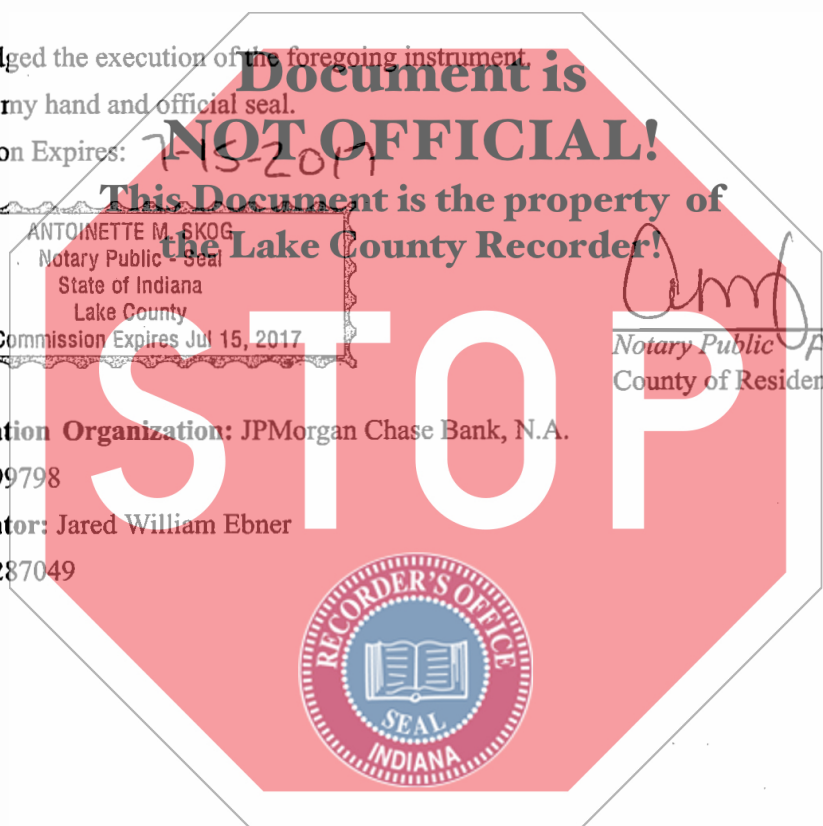 ged the execution of the foregoing instrument.
my hand and official seal.
on Expires: 7-15-2017
Document is
NOT OFFICIAL!
This Document is the property of
the Lake County Recorder!
ANTOINETTE M. SKOG
Notary Public - Seal
State of Indiana
Lake County
Commission Expires Jul 15, 2017
Notary Public
County of Residen
STOP
tion Organization: JPMorgan Chase Bank, N.A.
99798
tor: Jared William Ebner
287049
RECORDER'S OFFICE
SEAL
INDIANA